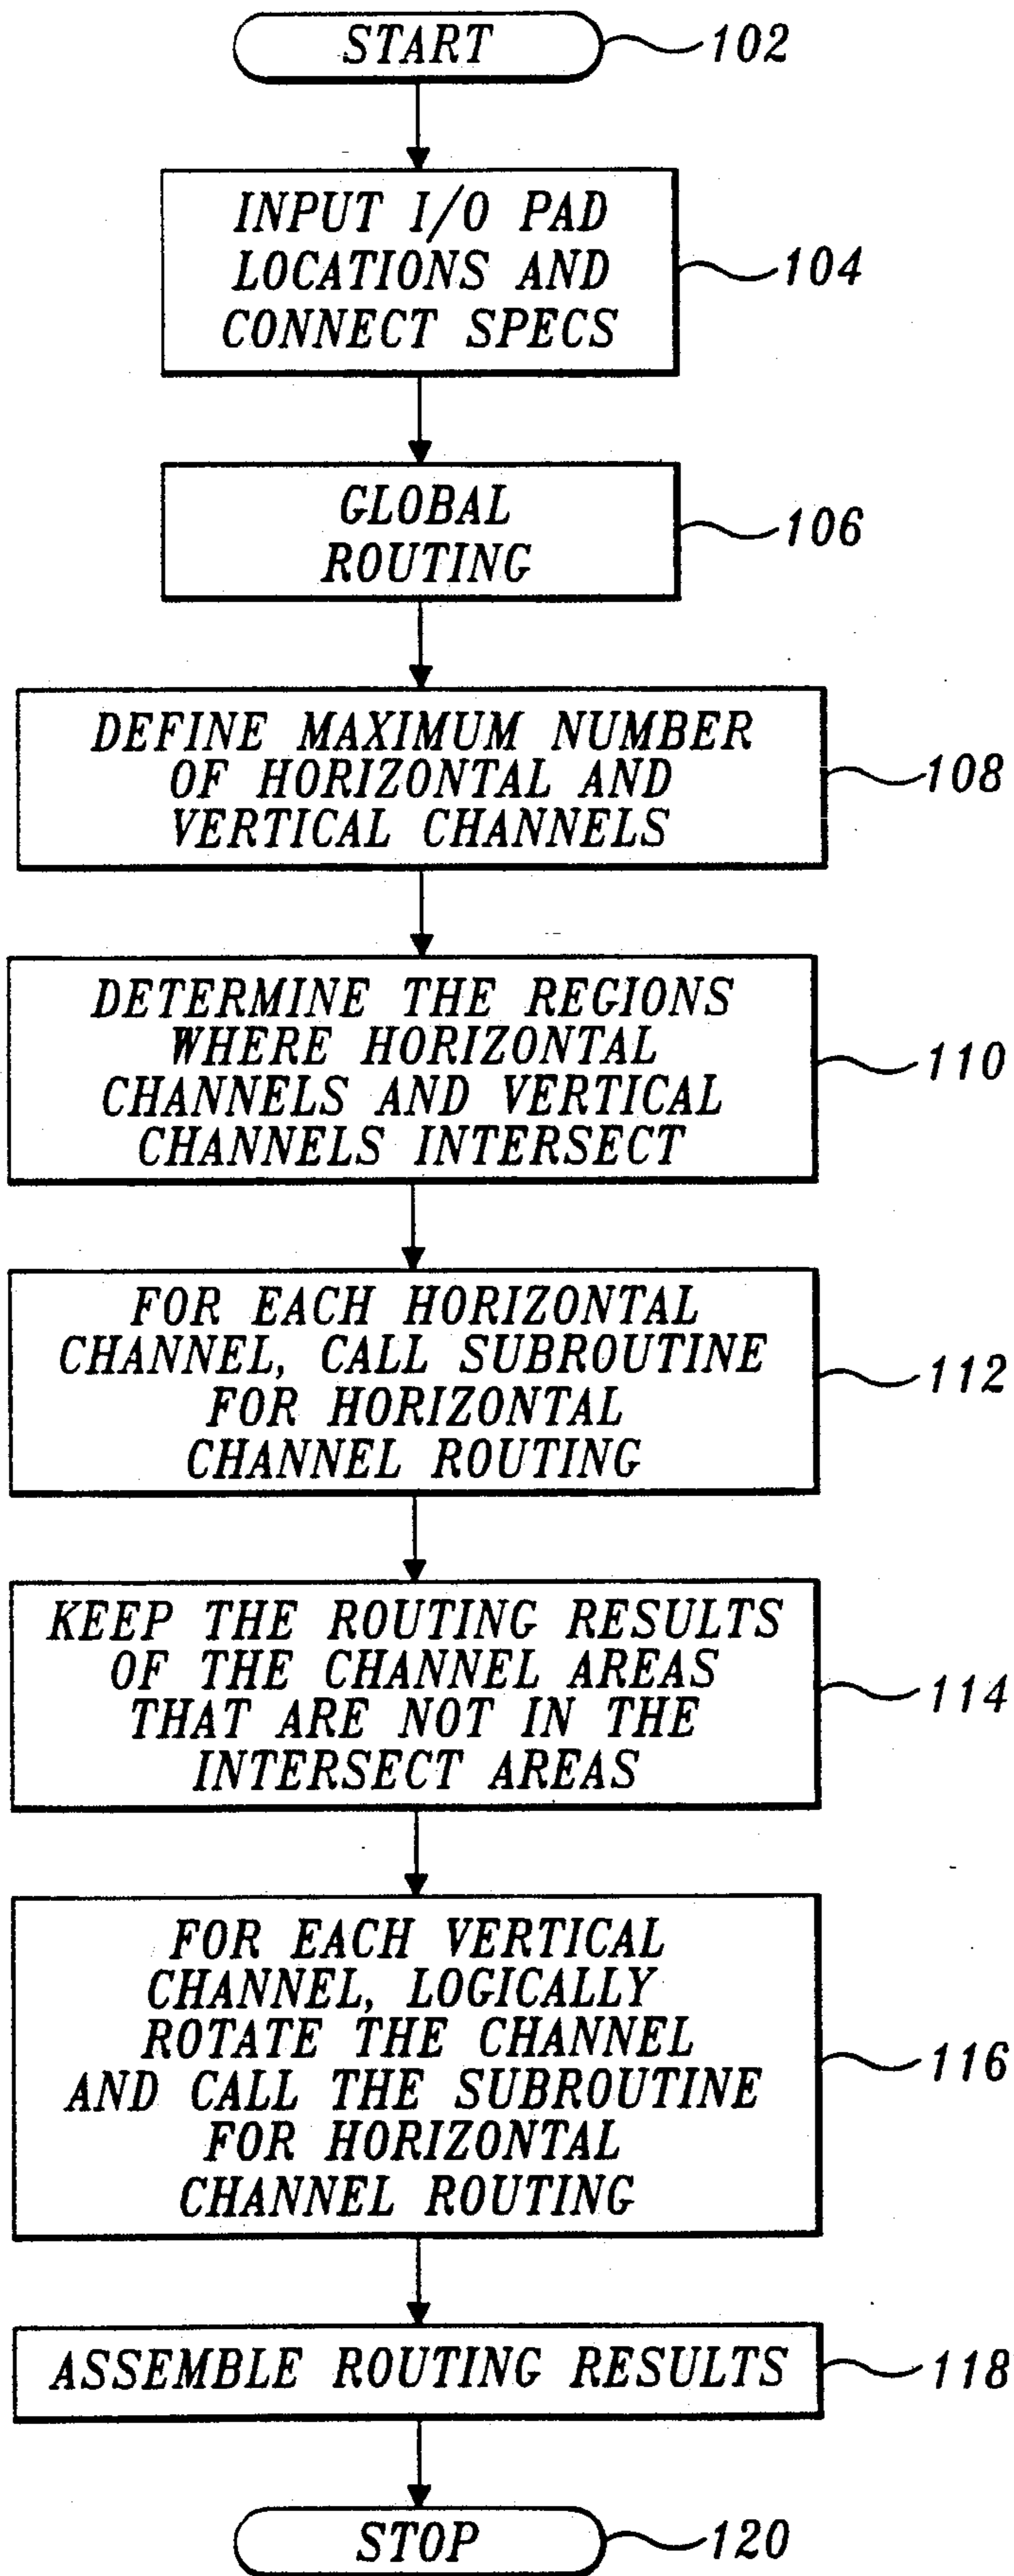 START
102
INPUT I/O PAD
LOCATIONS AND
CONNECT SPECS
104
GLOBAL
ROUTING
106
DEFINE MAXIMUM NUMBER
OF HORIZONTAL AND
VERTICAL CHANNELS
108
DETERMINE THE REGIONS
WHERE HORIZONTAL
CHANNELS AND VERTICAL
CHANNELS INTERSECT
110
FOR EACH HORIZONTAL
CHANNEL, CALL SUBROUTINE
FOR HORIZONTAL
CHANNEL ROUTING
112
KEEP THE ROUTING RESULTS
OF THE CHANNEL AREAS
THAT ARE NOT IN THE
INTERSECT AREAS
114
FOR EACH VERTICAL
CHANNEL, LOGICALLY
ROTATE THE CHANNEL
AND CALL THE SUBROUTINE
FOR HORIZONTAL
CHANNEL ROUTING
116
ASSEMBLE ROUTING RESULTS
118
STOP
120